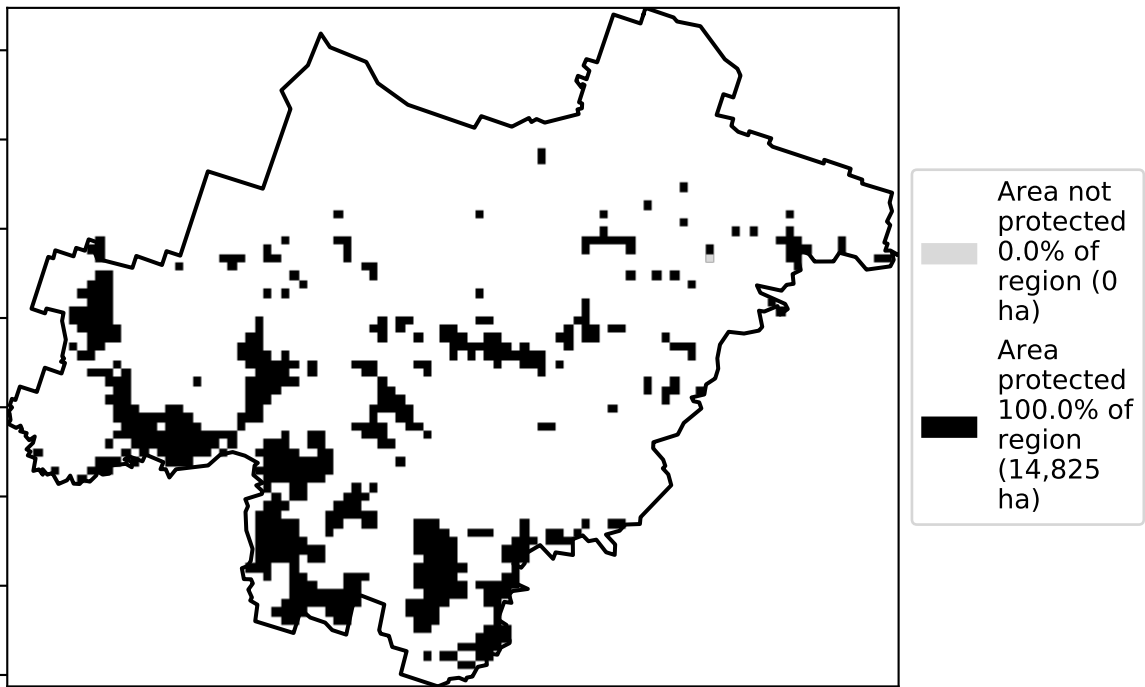 Area not
protected
0.0% of
region (0
ha)
Area
protected
100.0% of
region
(14,825
ha)